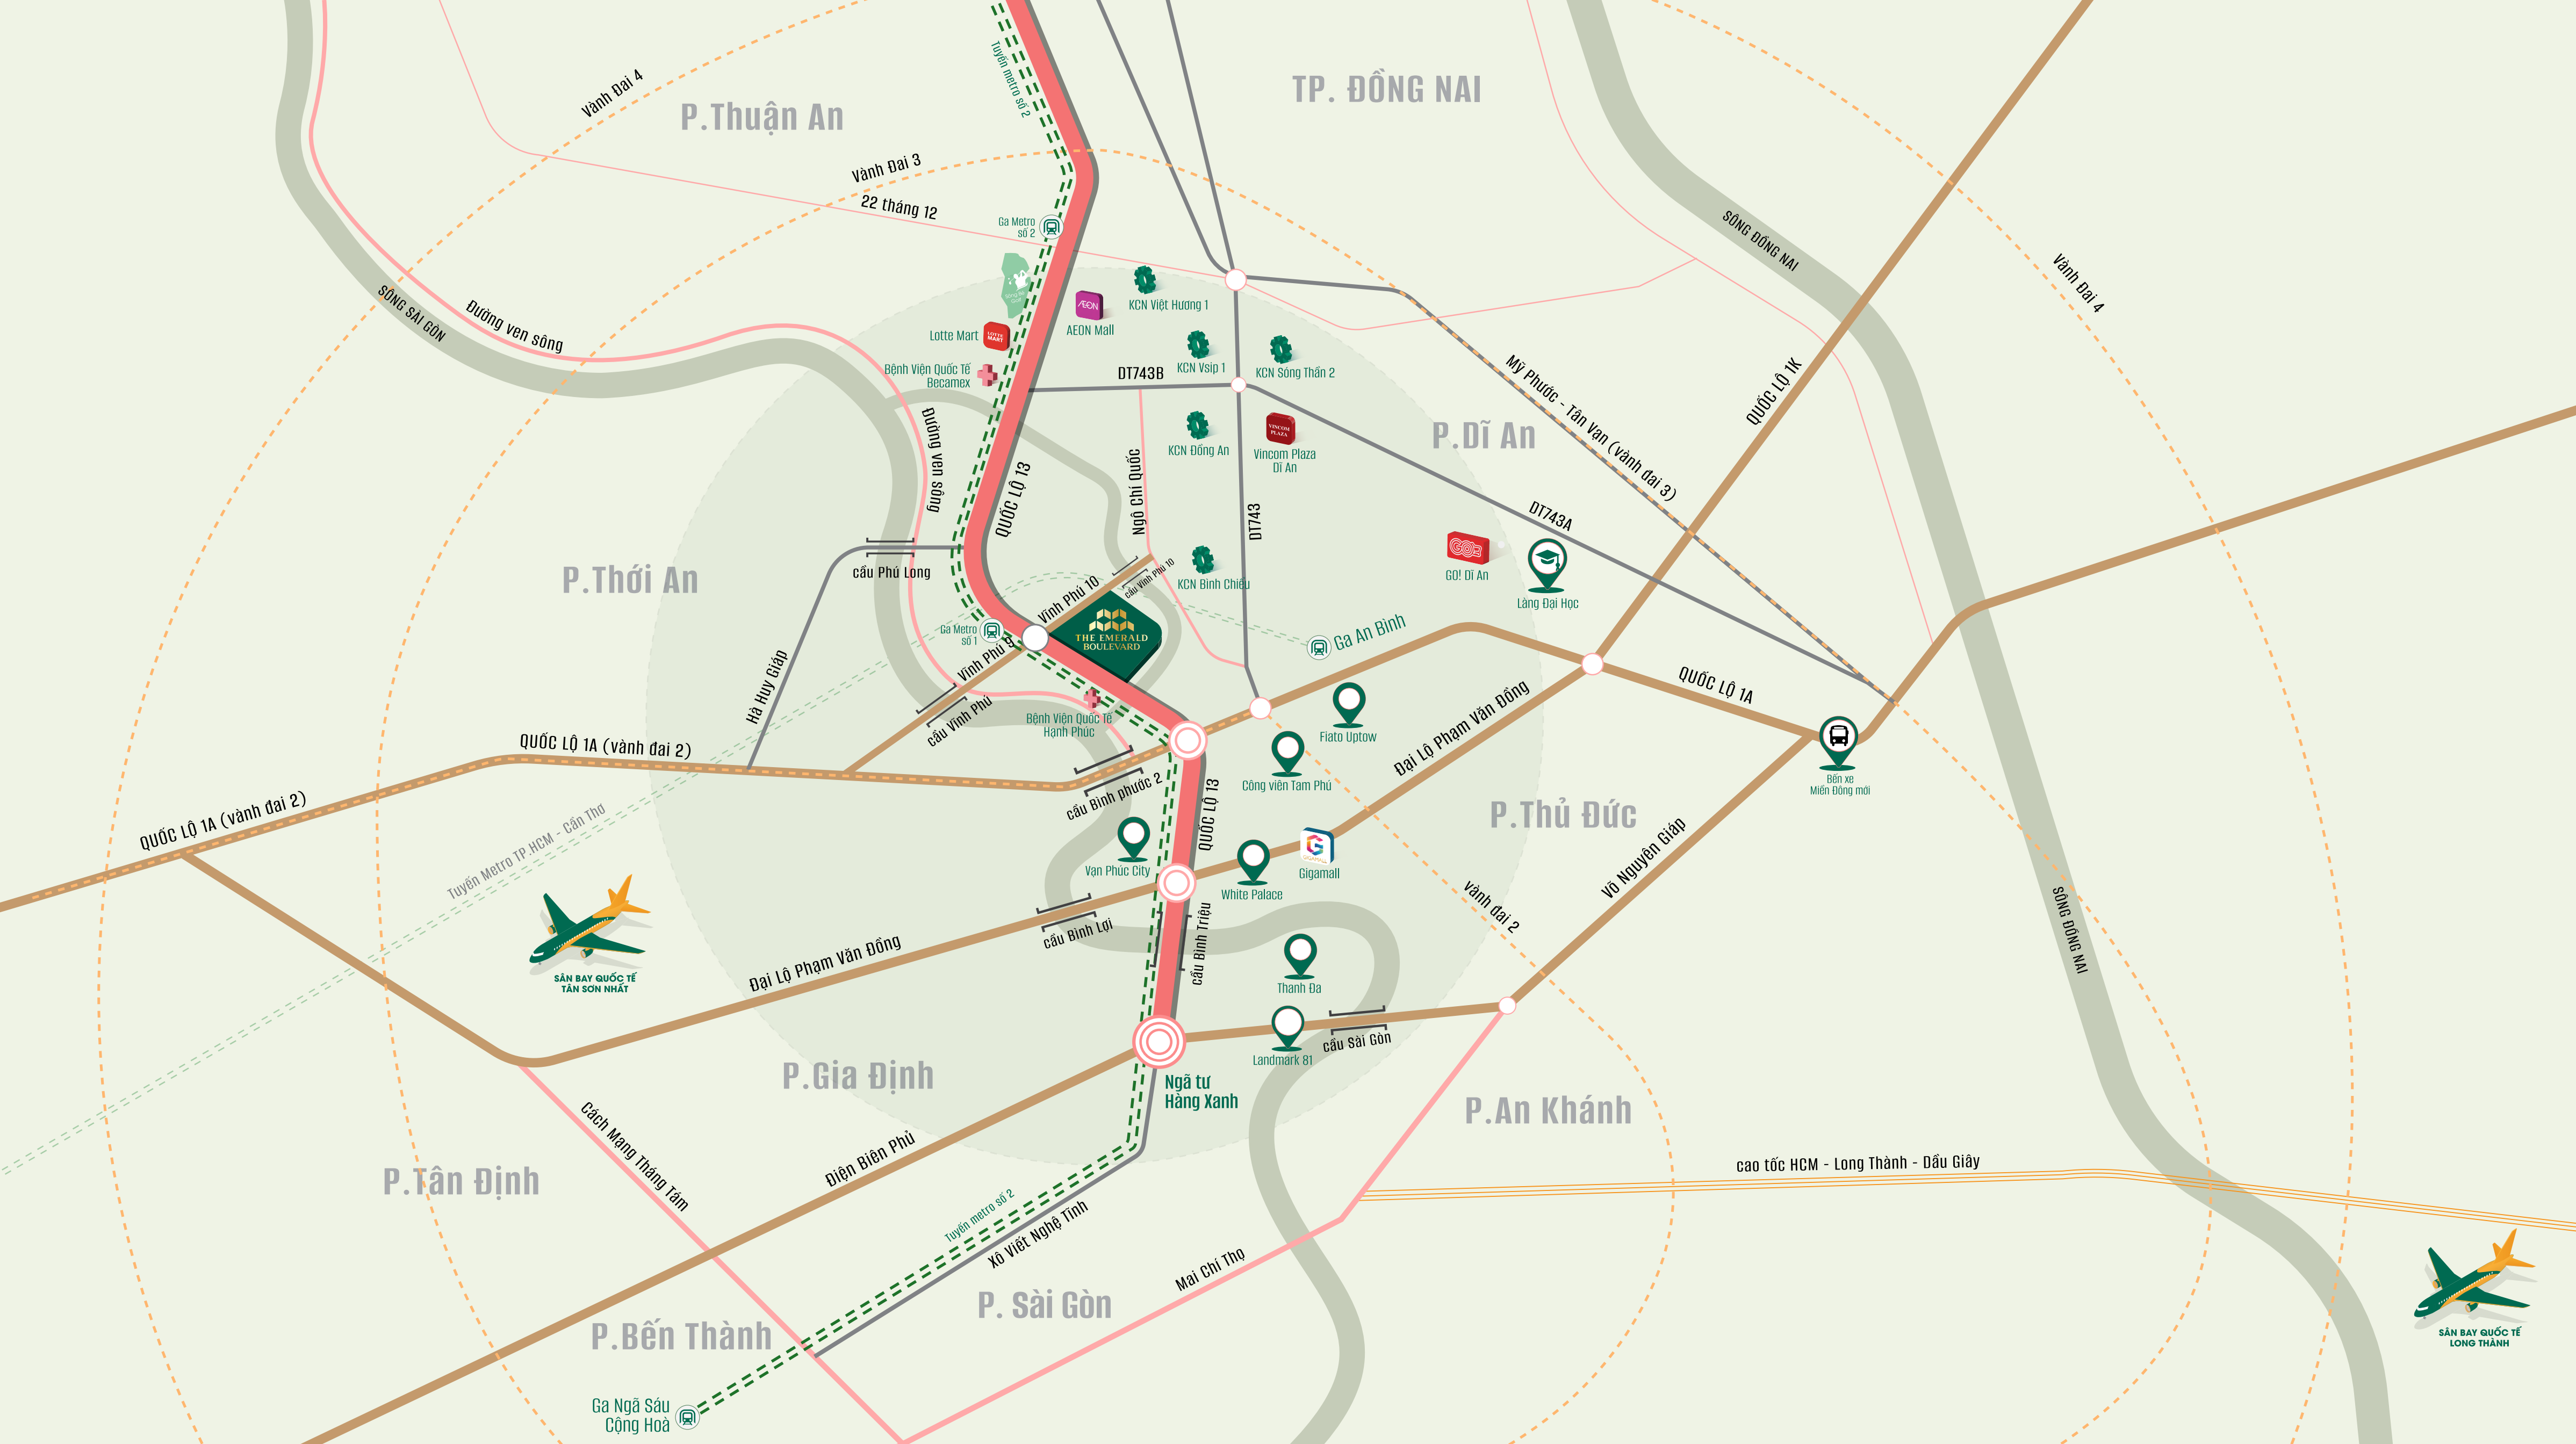 Tuyến metro số 2
TP. ĐỒNG NAI
Vành Đai 4
P.Thuận An
Vành Đai 3
22 tháng 12
Ga Metro
số 2
SÔNG ĐỒNG NAI
Vành Đai 4
SÔNG SÀI GÒN
Đường ven sông
KCN Việt Hương 1
ÆON
AEON Mall
Lotte Mart
LOTTE
MART
KCN Vsip 1
KCN Sóng Thần 2
Bệnh Viện Quốc Tế
Becamex
DT743B
Mỹ Phước - Tân Vạn (vành đai 3)
QUỐC LỘ 1K
Đường ven sông
QUỐC LỘ 13
Ngô Chí Quốc
KCN Đồng An
VINCOM
PLAZA
Vincom Plaza
Dĩ An
P.Dĩ An
DT743
DT743A
GO!
GO! Dĩ An
Làng Đại Học
P.Thới An
cầu Phú Long
KCN Bình Chiểu
Vĩnh Phú 10
cầu Vĩnh Phú 10
THE EMERALD
BOULEVARD
Ga Metro
số 1
Ga An Bình
Vĩnh Phú 9
cầu Vĩnh Phú
Hà Huy Giáp
Bệnh Viện Quốc Tế
Hạnh Phúc
QUỐC LỘ 1A
Fiato Uptow
Đại Lộ Phạm Văn Đồng
QUỐC LỘ 1A (vành đai 2)
QUỐC LỘ 1A (vành đai 2)
Công viên Tam Phú
Bến xe
Miền Đông mới
cầu Bình phước 2
QUỐC LỘ 13
P.Thủ Đức
Tuyến Metro TP.HCM - Cần Thơ
Vạn Phúc City
White Palace
G
GIGAMALL
Gigamall
Võ Nguyên Giáp
vành đai 2
SÔNG ĐỒNG NAI
SÂN BAY QUỐC TẾ
TÂN SƠN NHẤT
Đại Lộ Phạm Văn Đồng
cầu Bình Lợi
cầu Bình Triệu
Thanh Đa
Landmark 81
cầu Sài Gòn
P.Gia Định
Ngã tư
Hàng Xanh
P.An Khánh
Cách Mạng Tháng Tám
Điện Biên Phủ
cao tốc HCM - Long Thành - Dầu Giây
P.Tân Định
Tuyến metro số 2
Xô Viết Nghệ Tĩnh
Mai Chí Thọ
P. Sài Gòn
P.Bến Thành
SÂN BAY QUỐC TẾ
LONG THÀNH
Ga Ngã Sáu
Cộng Hoà